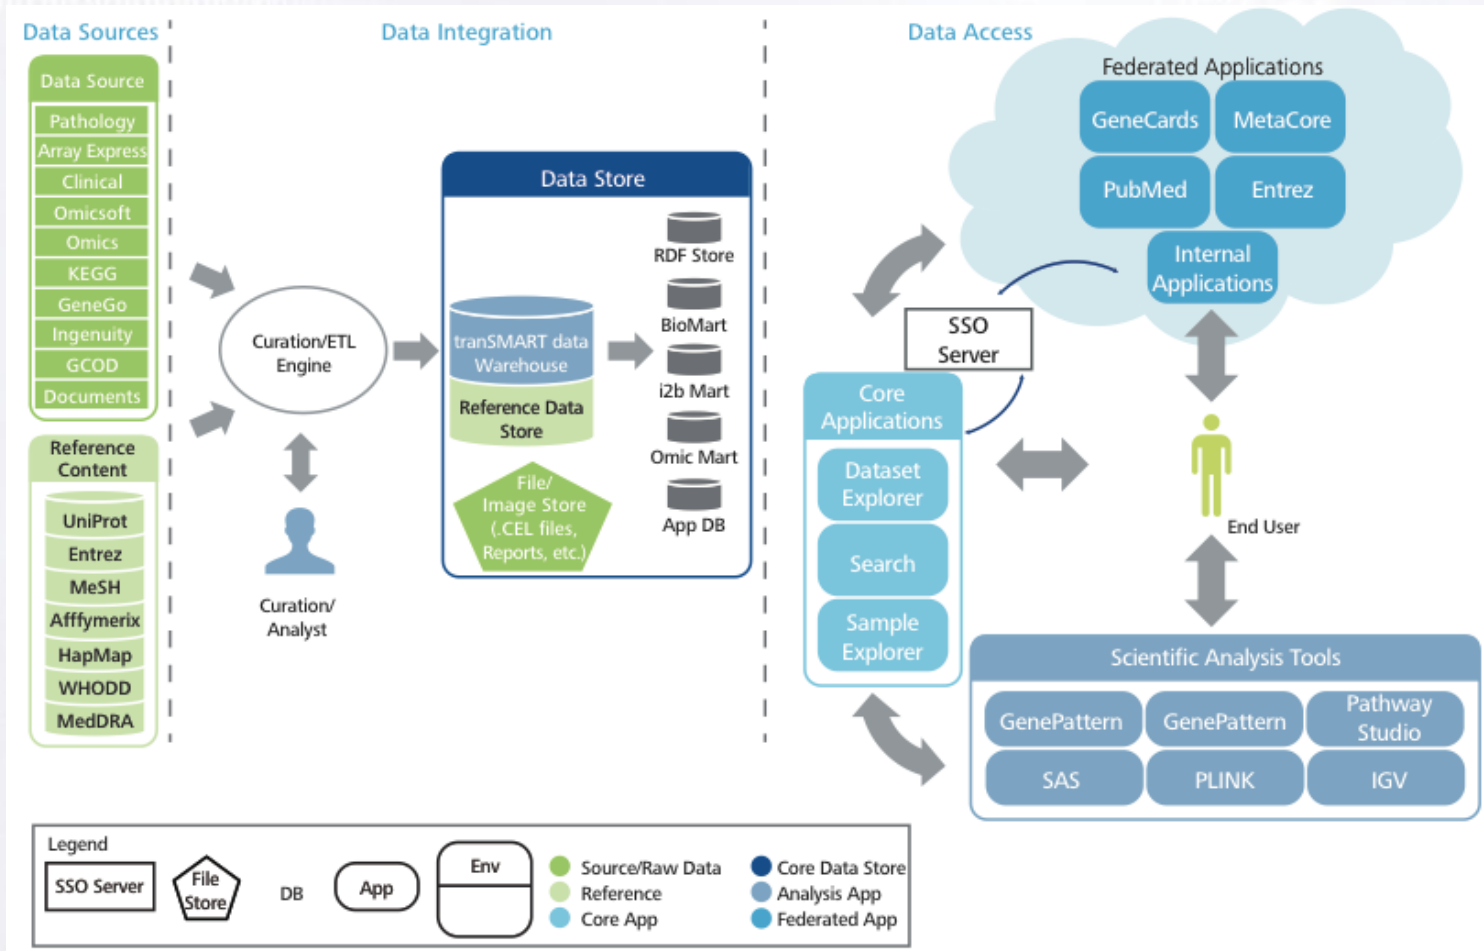 Data Sources
Data Integration
Data Access
Data Source
Pathology
Array Express
Clinical
Omicsoft
Omics
KEGG
GeneGo
Ingenuity
GCOD
Documents
Reference
Content
UniProt
Entrez
MeSH
Afffymerix
HapMap
WHODD
MedDRA
Curation/ETL
Engine
Curation/
Analyst
Data Store
tranSMART data
Warehouse
Reference Data
Store
File/
Image Store
(.CEL files,
Reports, etc.)
RDF Store
BioMart
i2b Mart
Omic Mart
App DB
Federated Applications
GeneCards
MetaCore
PubMed
Entrez
Internal
Applications
SSO
Server
Core
Applications
Dataset
Explorer
Search
Sample
Explorer
End User
Scientific Analysis Tools
GenePattern
GenePattern
Pathway
Studio
SAS
PLINK
IGV
Legend
SSO Server
File
Store
DB
App
Env
Source/Raw Data
Reference
Core App
Core Data Store
Analysis App
Federated App